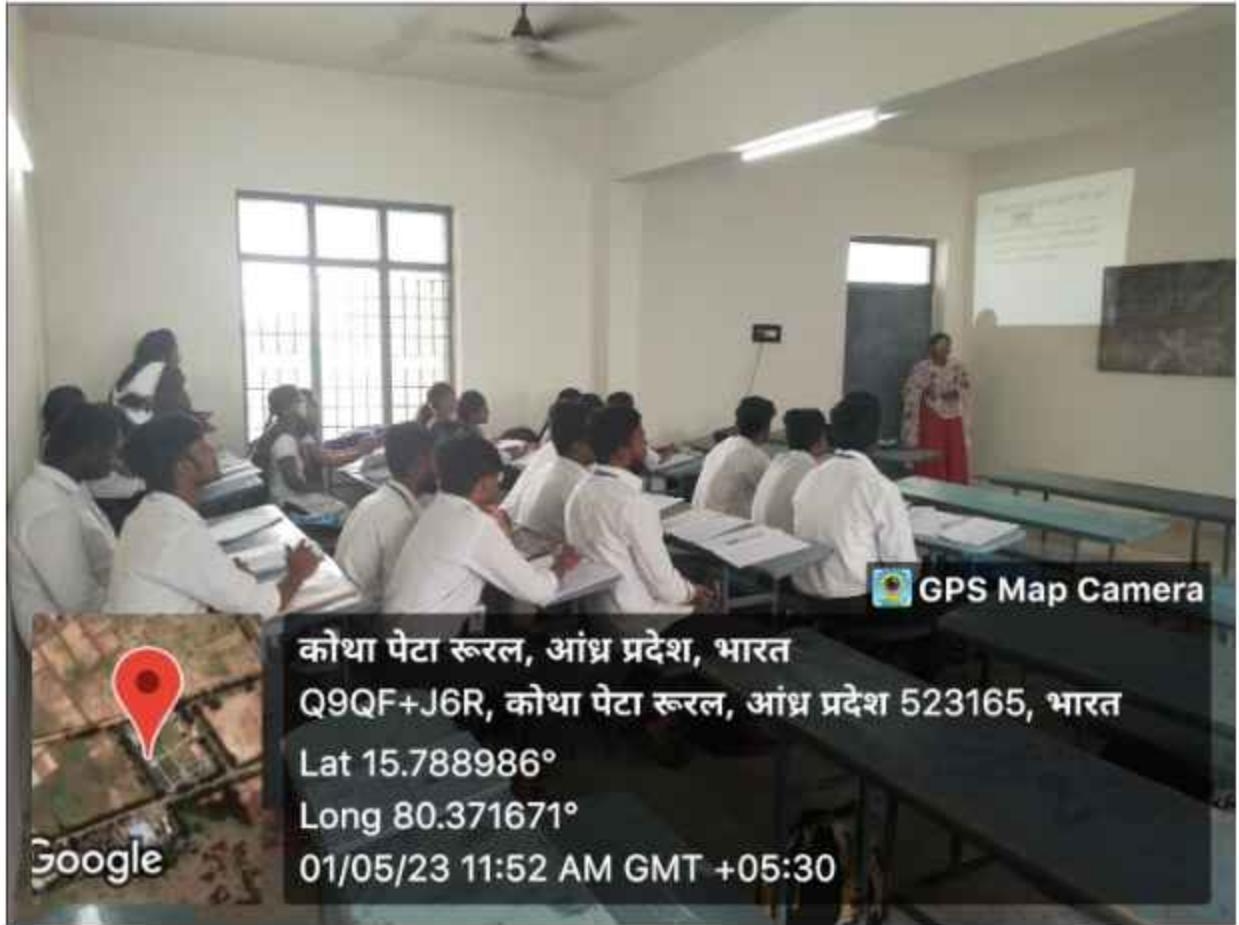 GPS Map Camera
कोथा पेटा रूरल, आंध्र प्रदेश, भारत
Q9QF+J6R, कोथा पेटा रूरल, आंध्र प्रदेश 523165, भारत
Lat 15.788986°
Long 80.371671°
01/05/23 11:52 AM GMT +05:30
Google